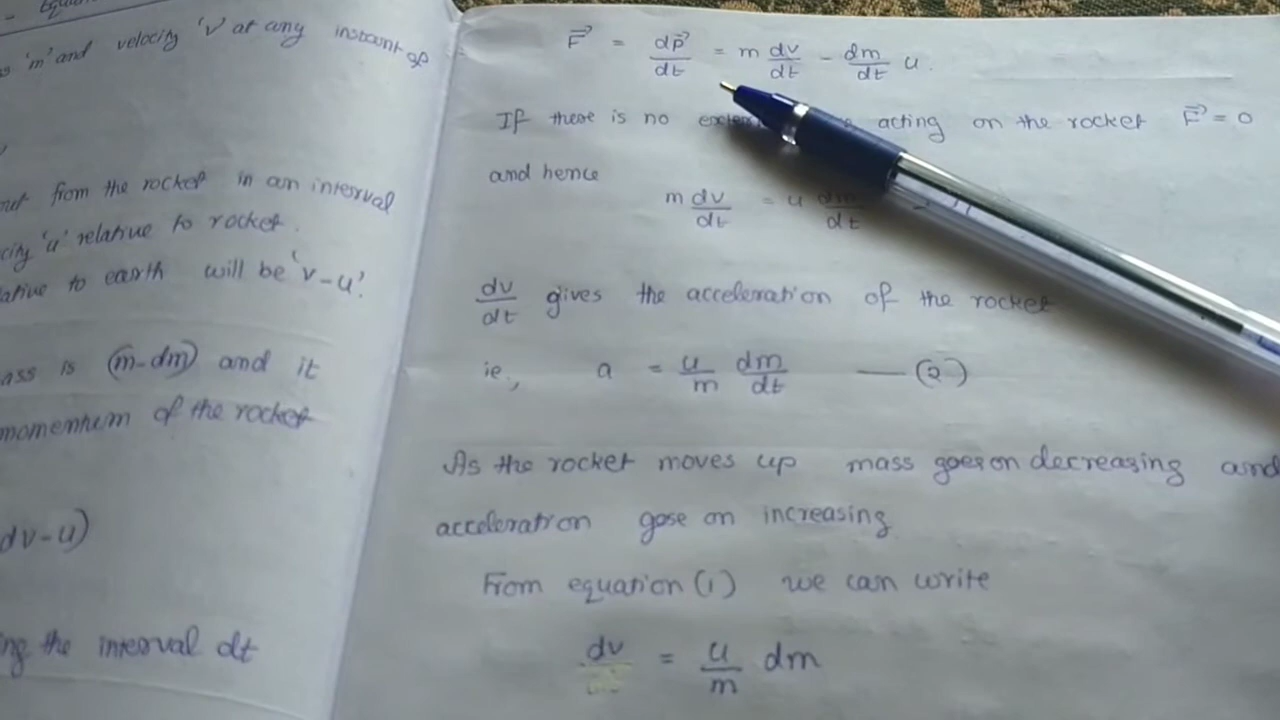 'm' and velocity 'v' at any instant of
from the rocket in an interval
'u' relative to rocket.
to earth will be 'v-u'.
is (m-dm) and it
momentum of the rocket
dv-u)
the interval dt
F⃗ = dp⃗/dt = m dv/dt - dm/dt u.
If there is no acting on the rocket F⃗ = 0
and hence
m dv/dt = u dm/dt
dv/dt gives the acceleration of the rocket
ie., a = u/m dm/dt — (2)
As the rocket moves up mass goes on decreasing and
acceleration gose on increasing
From equation (1) we can write
dv = u/m dm